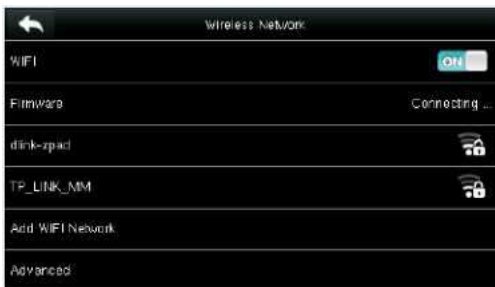 Wireless Network
WIFI ON
Firmware Connecting ...
dlink-zpad
TP_LINK_MM
Add WIFI Network
Advanced